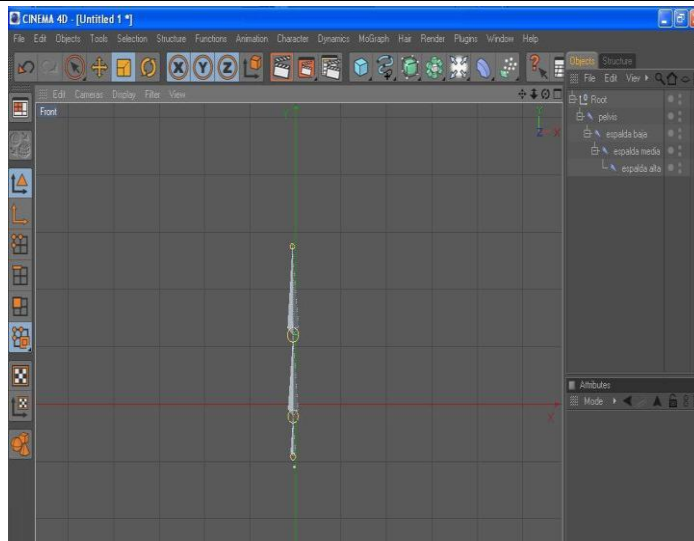 CINEMA 4D - [Untitled 1 *]
File Edit Objects Tools Selection Structure Functions Animation Character Dynamics MoGraph Hair Render Plugins Window Help
X Y Z
Objects Structure
File Edit View
Edit Cameras Display Filter View
Front
Y
Z X
Root
pelvis
espalda baja
espalda media
espalda alta
Attributes
Mode
X